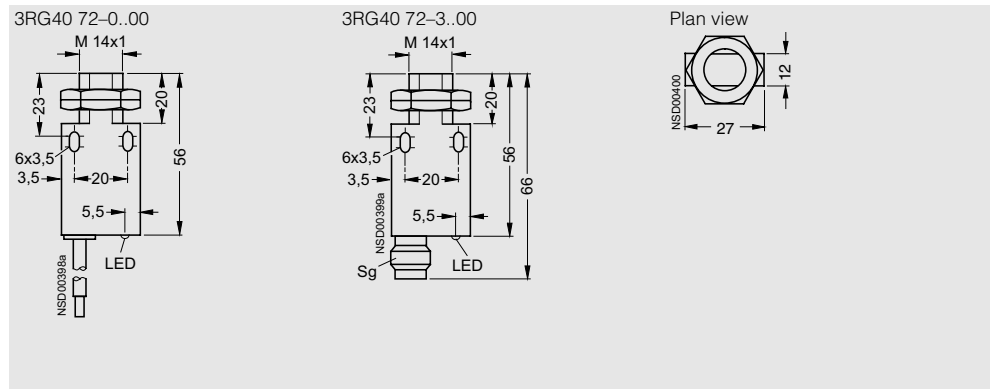 3RG40 72–0..00
M 14x1
23
20
56
6x3,5
3,5
20
5,5
LED
NSD00398a
3RG40 72–3..00
M 14x1
23
20
56
66
6x3,5
3,5
20
5,5
NSD00399a
Sg
LED
Plan view
12
27
NSD00400